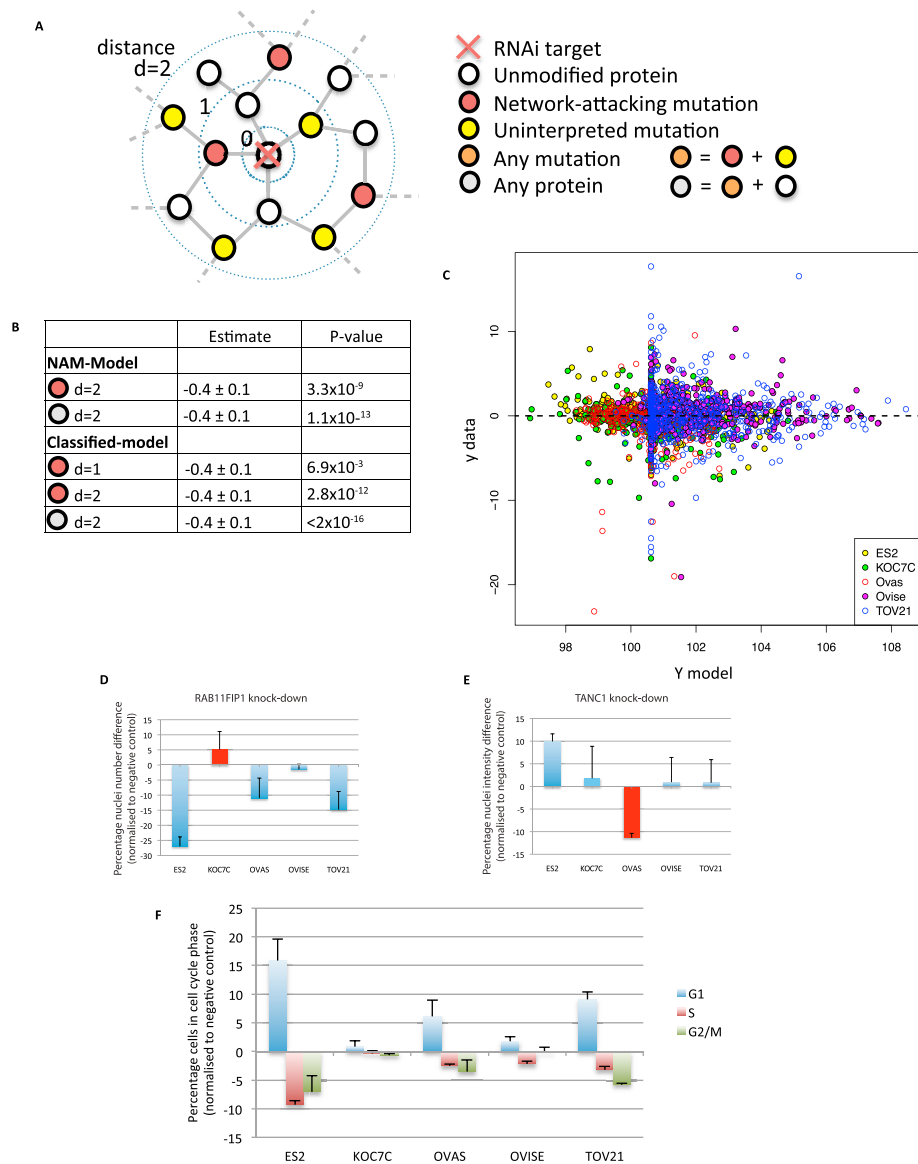 A
distance
d=2
1
0
RNAi target
Unmodified protein
Network-attacking mutation
Uninterpreted mutation
Any mutation
= +
Any protein
= +
B
Estimate P-value
NAM-Model
d=2 -0.4 ± 0.1 3.3x10-9
d=2 -0.4 ± 0.1 1.1x10-13
Classified-model
d=1 -0.4 ± 0.1 6.9x10-3
d=2 -0.4 ± 0.1 2.8x10-12
d=2 -0.4 ± 0.1 <2x10-16
C
y data
10
0
-10
-20
98 100 102 104 106 108
Y model
ES2
KOC7C
Ovas
Ovise
TOV21
D
RAB11FIP1 knock-down
Percentage nuclei number difference
(normalised to negative control)
15
10
5
0
-5
-10
-15
-20
-25
-30
ES2 KOC7C OVAS OVISE TOV21
E
TANC1 knock-down
Percentage nuclei intensity difference
(normalised to negative control)
15
10
5
0
-5
-10
-15
ES2 KOC7C OVAS OVISE TOV21
F
Percentage cells in cell cycle phase
(normalised to negative control)
25
20
15
10
5
0
-5
-10
-15
ES2 KOC7C OVAS OVISE TOV21
G1
S
G2/M